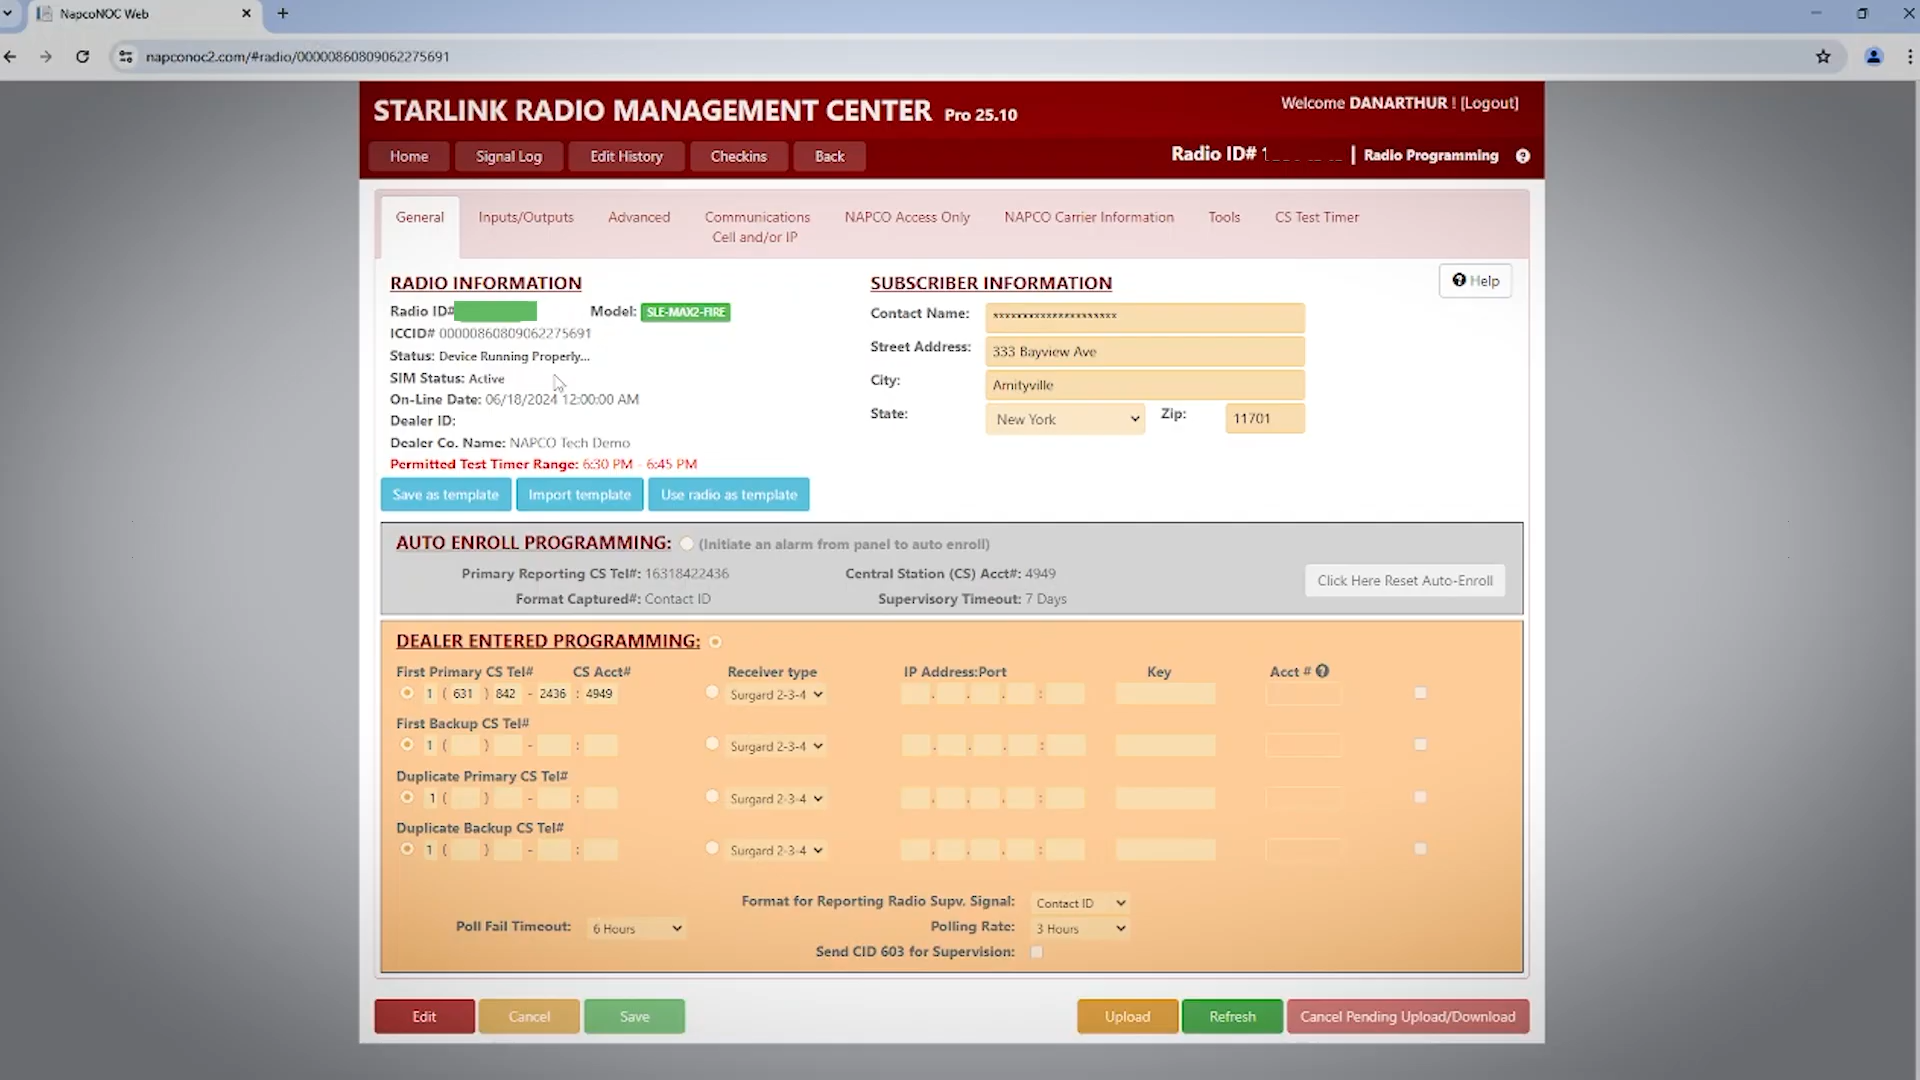 NapcoNOC Web
napconoc2.com/#radio/00000860809062275691
STARLINK RADIO MANAGEMENT CENTER Pro 25.10
Welcome DANARTHUR ! [Logout]
Home Signal Log Edit History Checkins Back
Radio ID# | Radio Programming
General Inputs/Outputs Advanced Communications Cell and/or IP NAPCO Access Only NAPCO Carrier Information Tools CS Test Timer
RADIO INFORMATION
Radio ID# Model: SLE-MAX2-FIRE
ICCID# 00000860809062275691
Status: Device Running Properly...
SIM Status: Active
On-Line Date: 06/18/2024 12:00:00 AM
Dealer ID:
Dealer Co. Name: NAPCO Tech Demo
Permitted Test Timer Range: 6:30 PM - 6:45 PM
Save as template Import template Use radio as template
SUBSCRIBER INFORMATION
Help
Contact Name: *********************
Street Address: 333 Bayview Ave
City: Amityville
State: New York Zip: 11701
AUTO ENROLL PROGRAMMING: (Initiate an alarm from panel to auto enroll)
Primary Reporting CS Tel#: 16318422436 Central Station (CS) Acct#: 4949
Format Captured#: Contact ID Supervisory Timeout: 7 Days
Click Here Reset Auto-Enroll
DEALER ENTERED PROGRAMMING:
First Primary CS Tel# CS Acct# Receiver type IP Address:Port Key Acct #
1 ( 631 ) 842 - 2436 : 4949 Surgard 2-3-4 . . . :
First Backup CS Tel#
1 ( ) - : Surgard 2-3-4 . . . :
Duplicate Primary CS Tel#
1 ( ) - : Surgard 2-3-4 . . . :
Duplicate Backup CS Tel#
1 ( ) - : Surgard 2-3-4 . . . :
Format for Reporting Radio Supv. Signal: Contact ID
Poll Fail Timeout: 6 Hours Polling Rate: 3 Hours
Send CID 603 for Supervision:
Edit Cancel Save Upload Refresh Cancel Pending Upload/Download